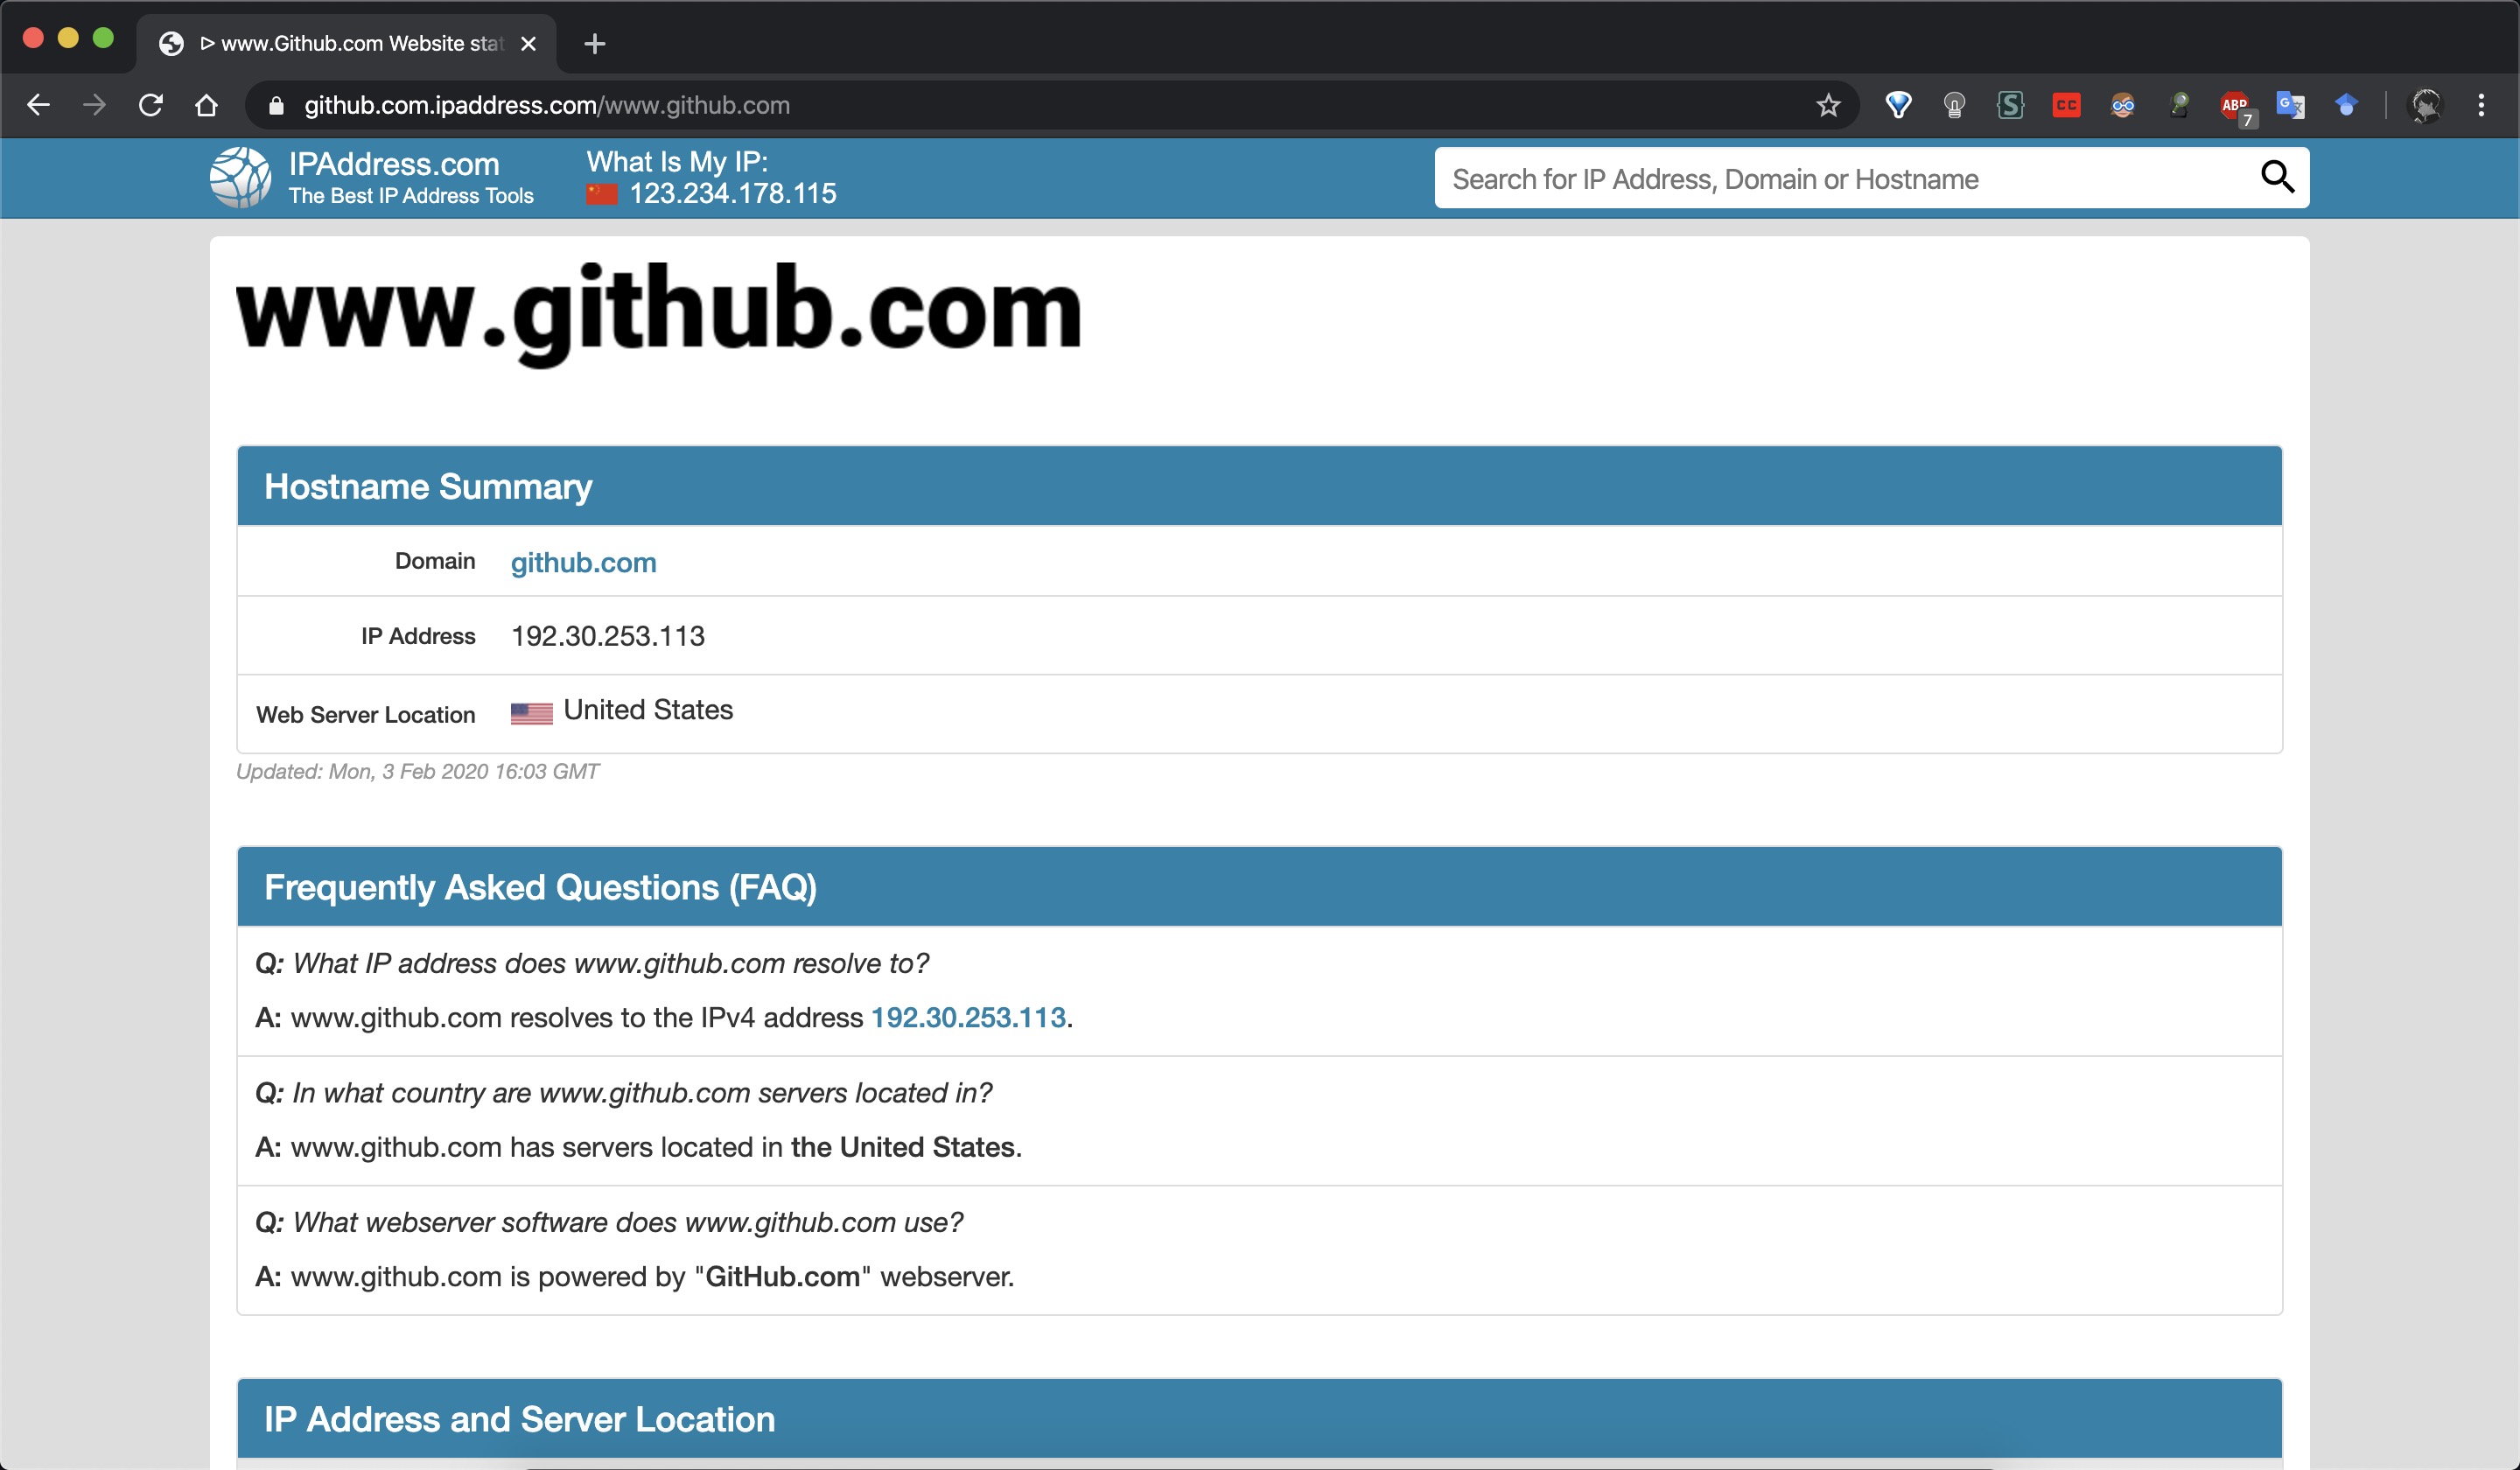 ▷ www.Github.com Website stat
github.com.ipaddress.com/www.github.com
S
CC
ABP
7
G
IPAddress.com
The Best IP Address Tools
What Is My IP:
123.234.178.115
Search for IP Address, Domain or Hostname
www.github.com
Hostname Summary
Domain github.com
IP Address 192.30.253.113
Web Server Location United States
Updated: Mon, 3 Feb 2020 16:03 GMT
Frequently Asked Questions (FAQ)
Q: What IP address does www.github.com resolve to?
A: www.github.com resolves to the IPv4 address 192.30.253.113.
Q: In what country are www.github.com servers located in?
A: www.github.com has servers located in the United States.
Q: What webserver software does www.github.com use?
A: www.github.com is powered by "GitHub.com" webserver.
IP Address and Server Location